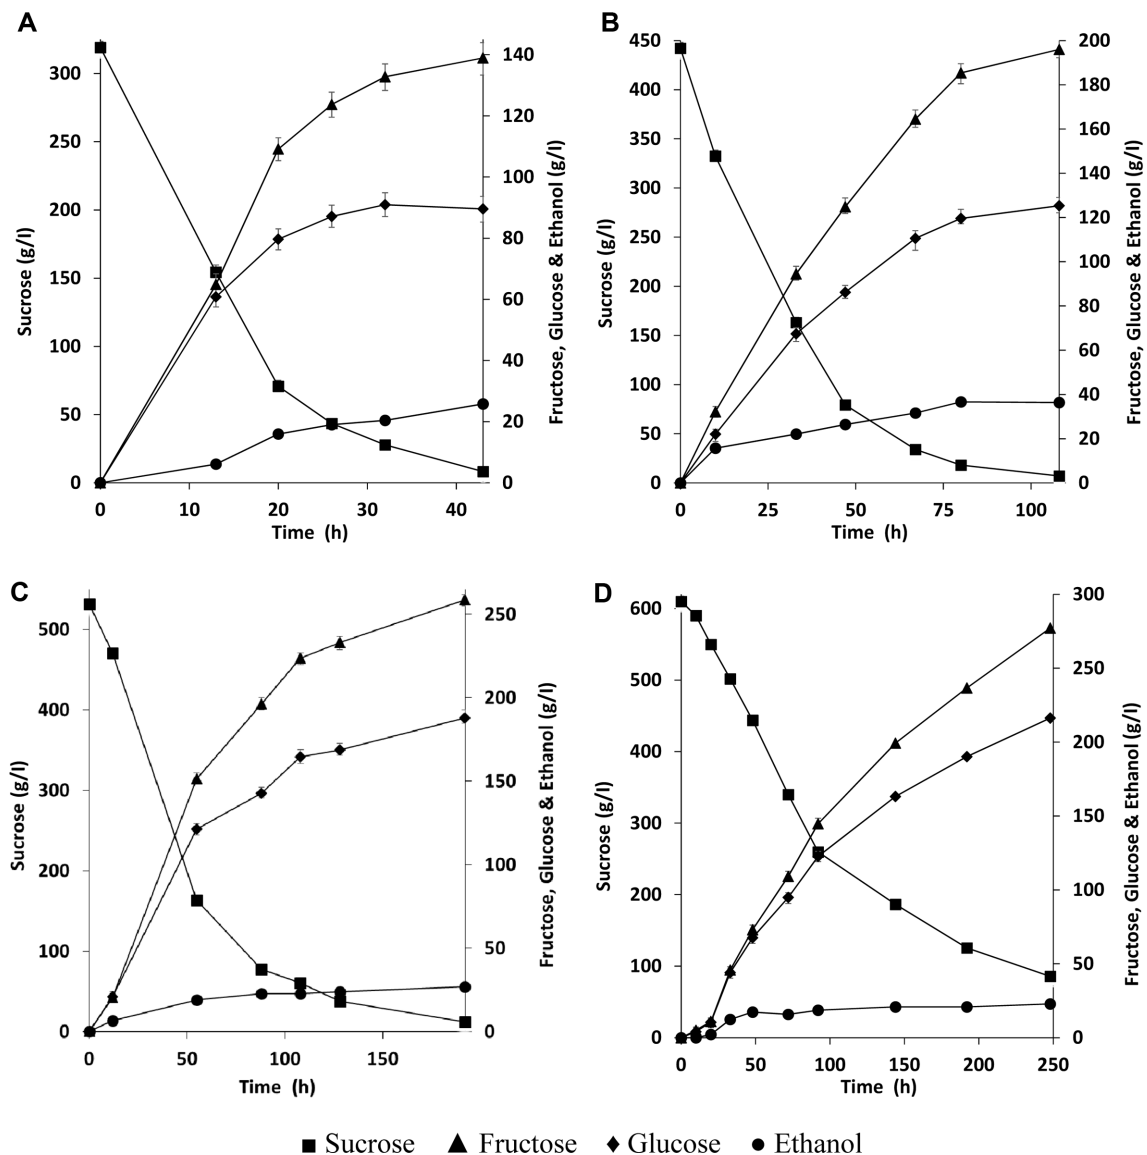 A
300
250
200
150
100
50
0
Sucrose (g/l)
140
120
100
80
60
40
20
0
Fructose, Glucose & Ethanol (g/l)
0 10 20 30 40
Time (h)
B
450
400
350
300
250
200
150
100
50
0
Sucrose (g/l)
200
180
160
140
120
100
80
60
40
20
0
Fructose, Glucose & Ethanol (g/l)
0 25 50 75 100
Time (h)
C
500
400
300
200
100
0
Sucrose (g/l)
250
200
150
100
50
0
Fructose, Glucose & Ethanol (g/l)
0 50 100 150
Time (h)
D
600
500
400
300
200
100
0
Sucrose (g/l)
300
250
200
150
100
50
0
Fructose, Glucose & Ethanol (g/l)
0 50 100 150 200 250
Time (h)
Sucrose Fructose Glucose Ethanol